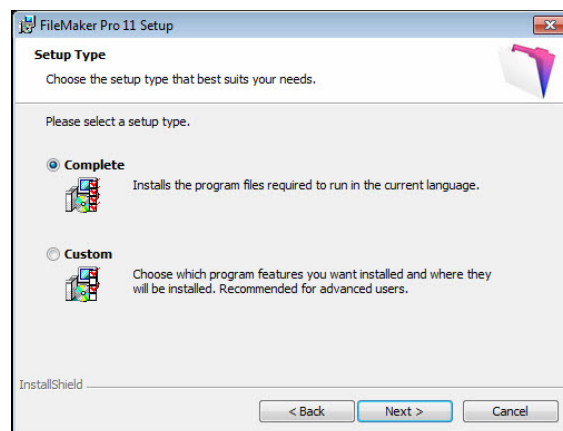 FileMaker Pro 11 Setup
Setup Type
Choose the setup type that best suits your needs.
Please select a setup type.
Complete
Installs the program files required to run in the current language.
Custom
Choose which program features you want installed and where they
will be installed. Recommended for advanced users.
InstallShield
< Back Next > Cancel